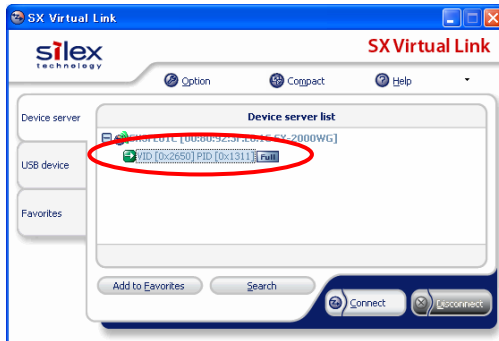 SX Virtual Link
silex
technology
SX Virtual Link
Option
Compact
Help
Device server
Device server list
USB device
VID [0x2650] PID [0x1311] Full
Favorites
Add to Favorites
Search
Connect
Disconnect